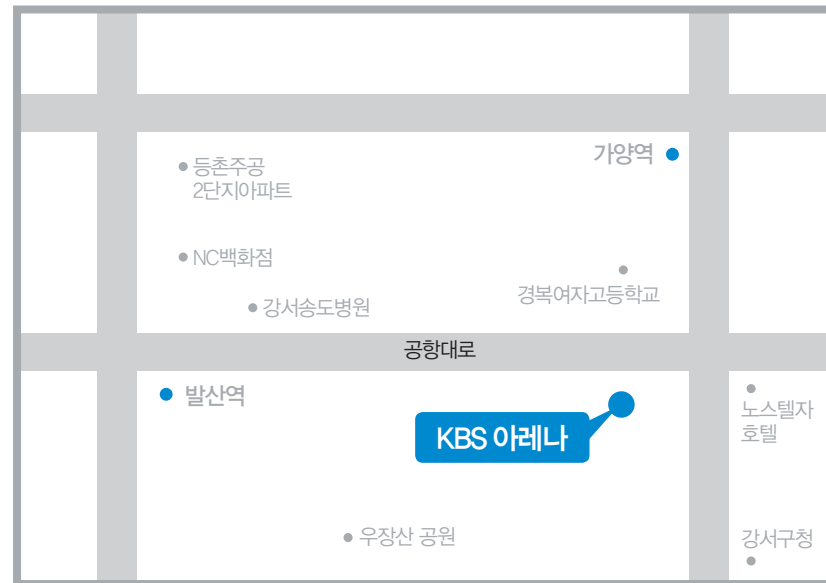 가양역
등촌주공
2단지아파트
NC백화점
경복여자고등학교
강서송도병원
공항대로
발산역
노스텔자
호텔
KBS 아레나
우장산 공원
강서구청